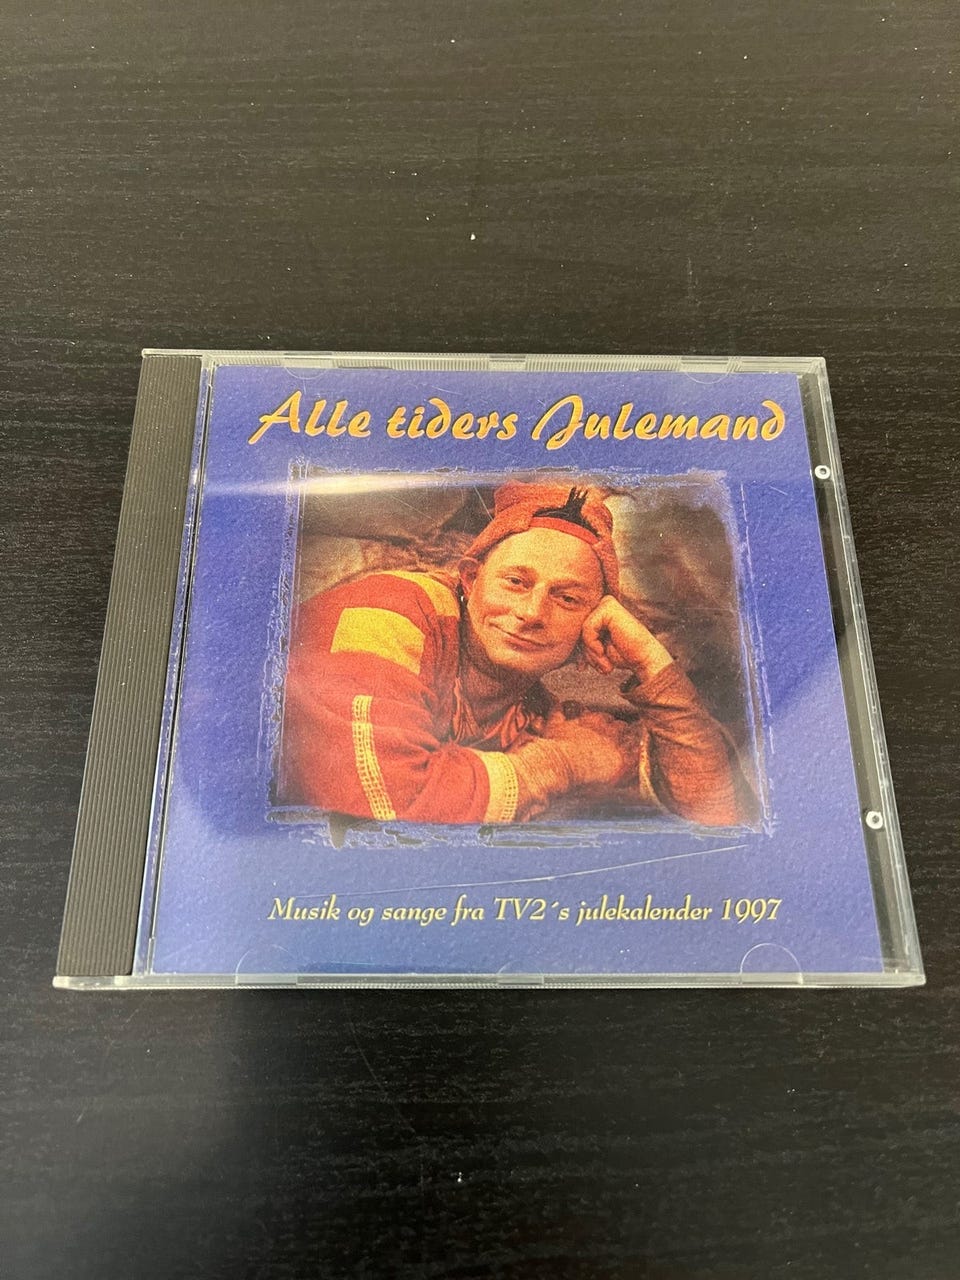 Alle tiders Julemand
Musik og sange fra TV2´s julekalender 1997